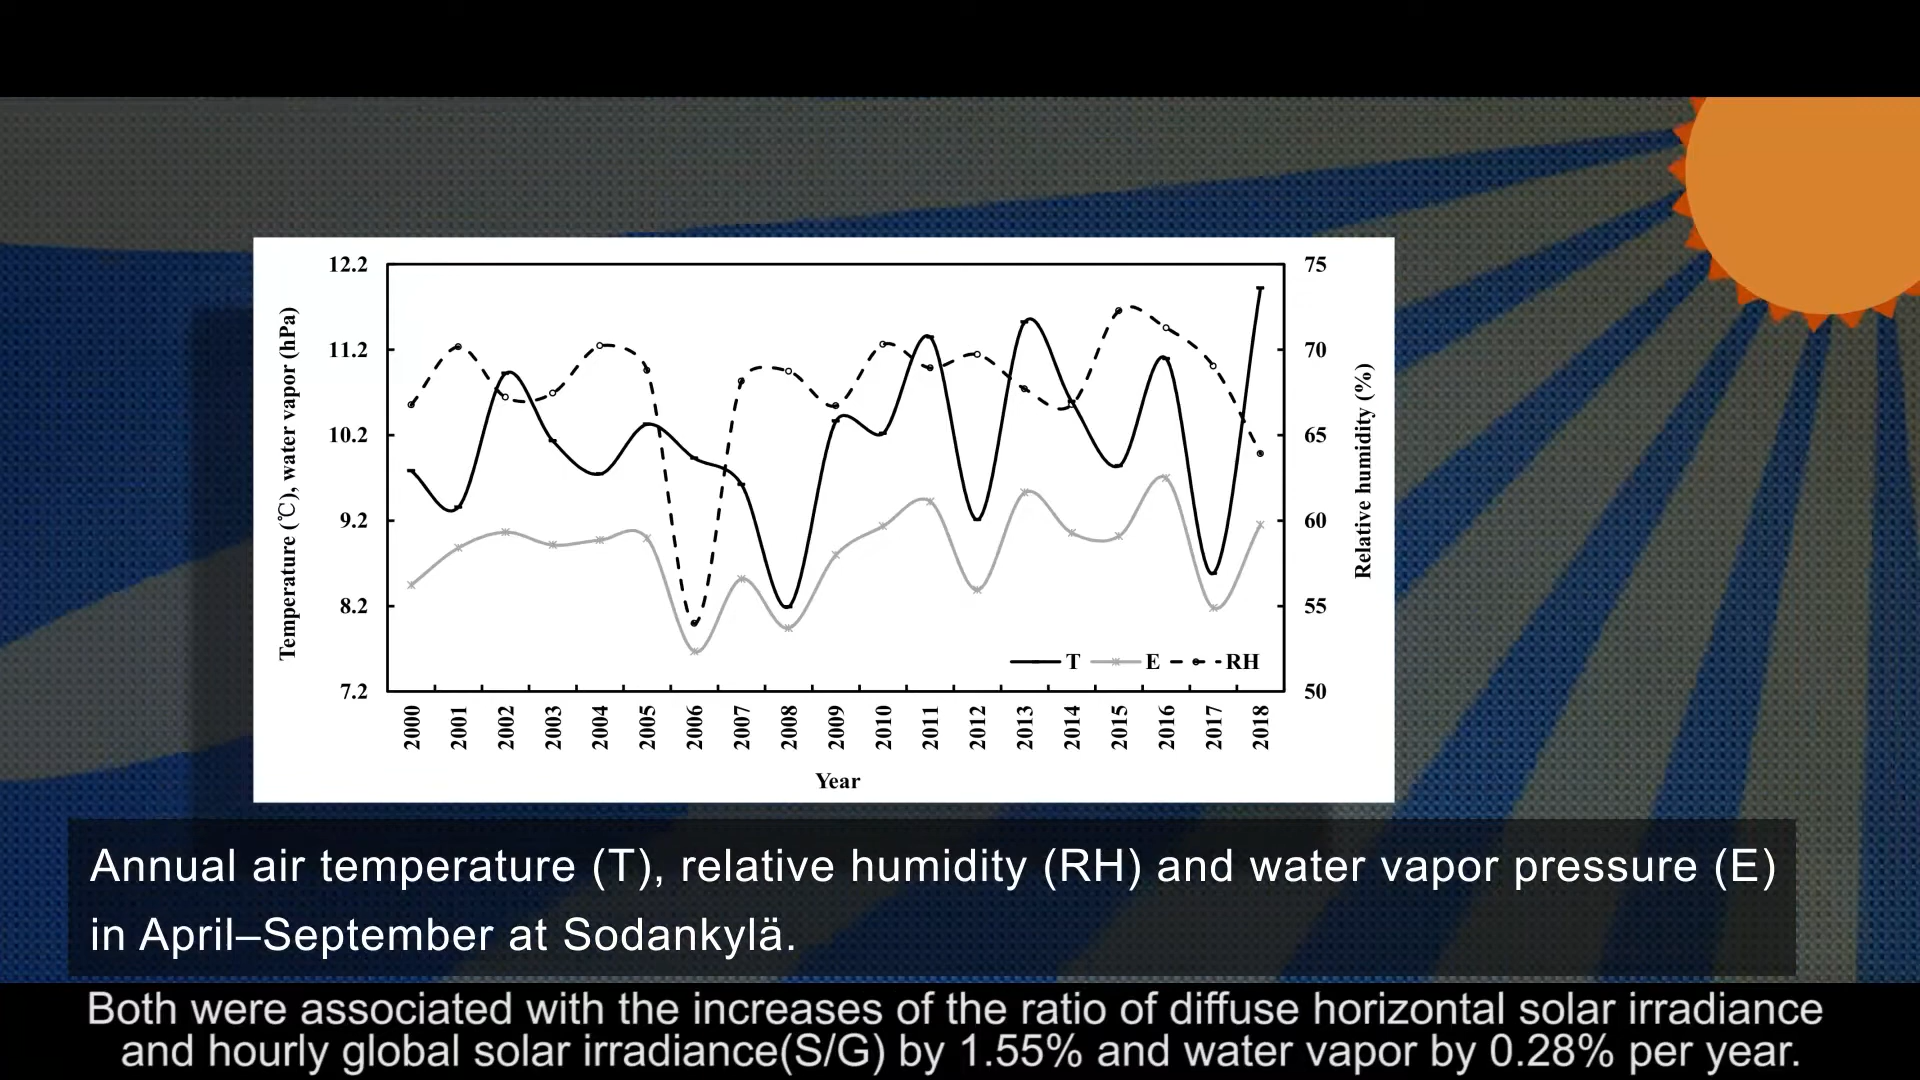 12.2
11.2
10.2
9.2
8.2
7.2
Temperature (℃), water vapor (hPa)
75
70
65
60
55
50
Relative humidity (%)
T E RH
2000 2001 2002 2003 2004 2005 2006 2007 2008 2009 2010 2011 2012 2013 2014 2015 2016 2017 2018
Year
Annual air temperature (T), relative humidity (RH) and water vapor pressure (E)
in April–September at Sodankylä.
Both were associated with the increases of the ratio of diffuse horizontal solar irradiance
and hourly global solar irradiance(S/G) by 1.55% and water vapor by 0.28% per year.